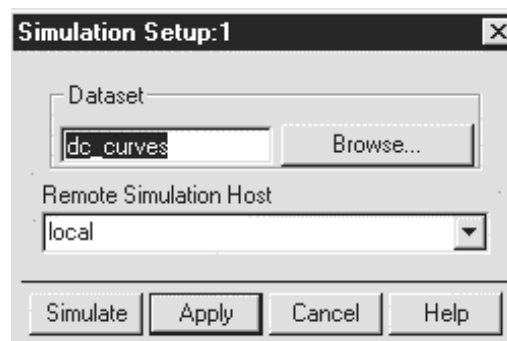 Simulation Setup:1
Dataset
dc_curves Browse...
Remote Simulation Host
local
Simulate Apply Cancel Help